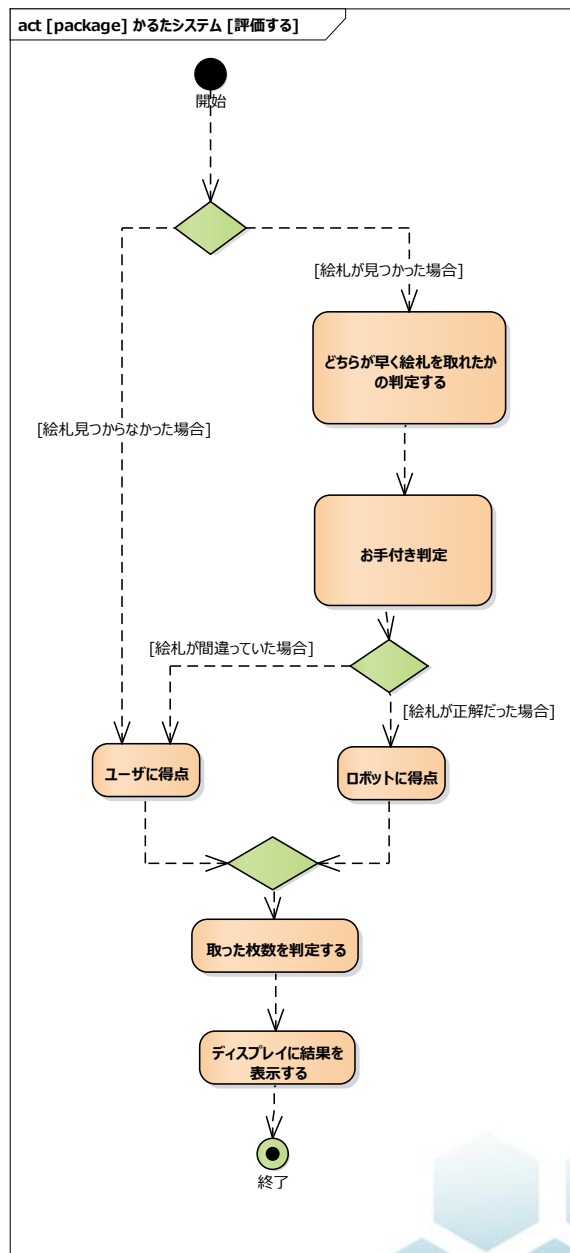 act [package] かるたシステム [評価する]
開始
[絵札が見つかった場合]
どちらが早く絵札を取れたか
の判定する
[絵札見つからなかった場合]
お手付き判定
[絵札が間違っていた場合]
[絵札が正解だった場合]
ユーザに得点
ロボットに得点
取った枚数を判定する
ディスプレイに結果を
表示する
終了